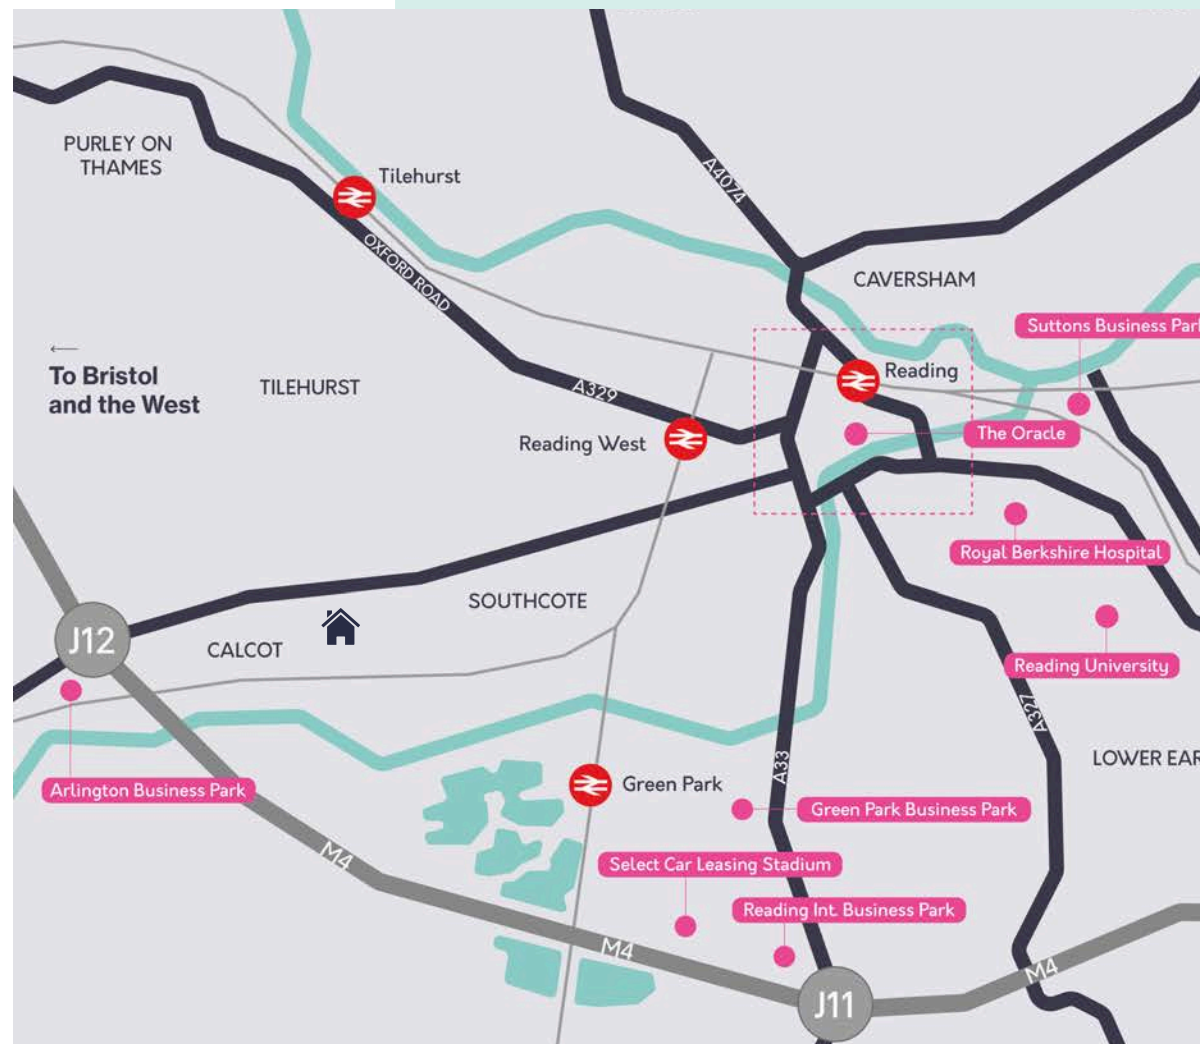 PURLEY ON
THAMES
Tilehurst
A4074
OXFORD ROAD
CAVERSHAM
Suttons Business Par
←
To Bristol
and the West
TILEHURST
A329
Reading
Reading West
The Oracle
Royal Berkshire Hospital
SOUTHCOTE
J12
CALCOT
Reading University
A327
LOWER EAR
A33
Arlington Business Park
Green Park
Green Park Business Park
M4
Select Car Leasing Stadium
Reading Int. Business Park
M4
M4
J11